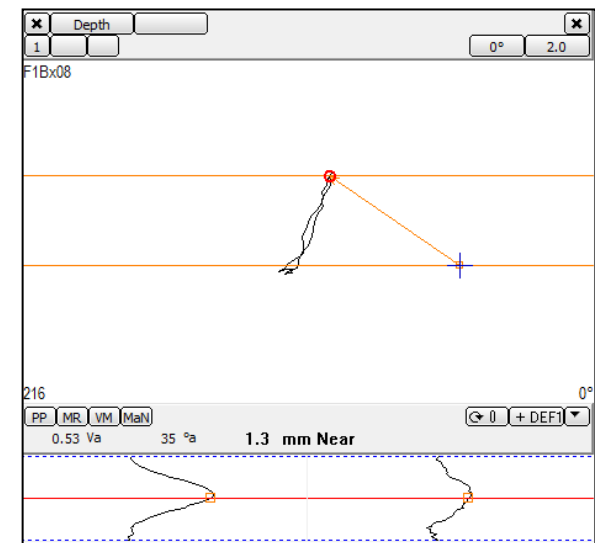 Depth
1 0° 2.0
F1Bx08
216 0°
PP MR VM MaN 0 + DEF1
0.53 Va 35 °a 1.3 mm Near